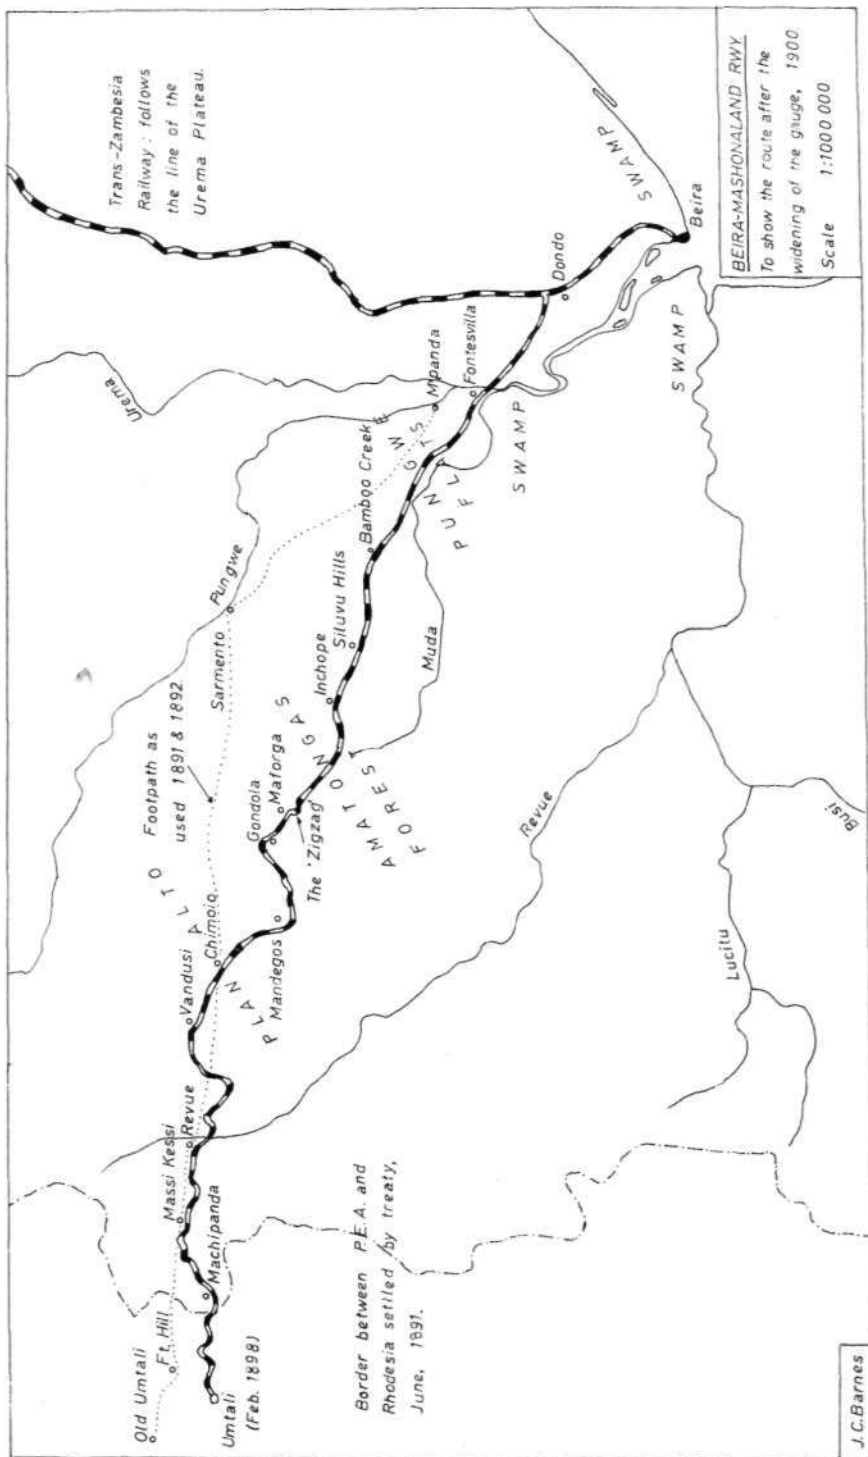 Trans-Zambesia
Railway: follows
the line of the
Urema Plateau.
Urema
Pungwe
Sarmento
Footpath as
used 1891 & 1892
PLAN ALTO
Vandusi
Chimoio
Mandegos
Gondola
Maforga
The 'Zigzag'
AMATONGAS
FOREST
Inchope
Siluvu Hills
Bamboo Creek
PUNGWE
FLTS
M'panda
Fontesvilla
Dondo
Beira
SWAMP
SWAMP
SWAMP
Muda
Revue
Lucitu
Busi
Old Umtali
Ft. Hill
Umtali
(Feb. 1898)
Machipanda
Massi Kessi
Revue
Border between P.E.A. and
Rhodesia settled by treaty,
June, 1891.
BEIRA-MASHONALAND RWY.
To show the route after the
widening of the gauge, 1900.
Scale 1:1000 000
J.C.Barnes